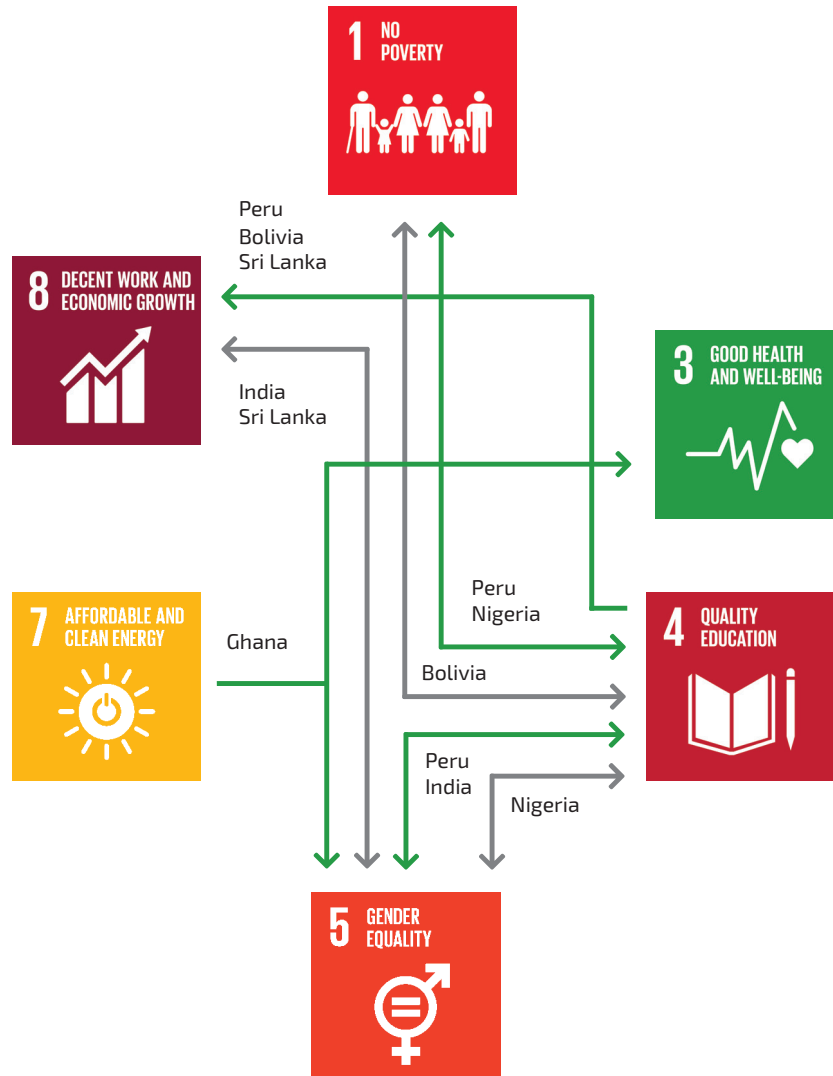 1 NO
POVERTY
Peru
Bolivia
Sri Lanka
8 DECENT WORK AND
ECONOMIC GROWTH
India
Sri Lanka
3 GOOD HEALTH
AND WELL-BEING
7 AFFORDABLE AND
CLEAN ENERGY
Ghana
Peru
Nigeria
4 QUALITY
EDUCATION
Bolivia
Peru
India
Nigeria
5 GENDER
EQUALITY